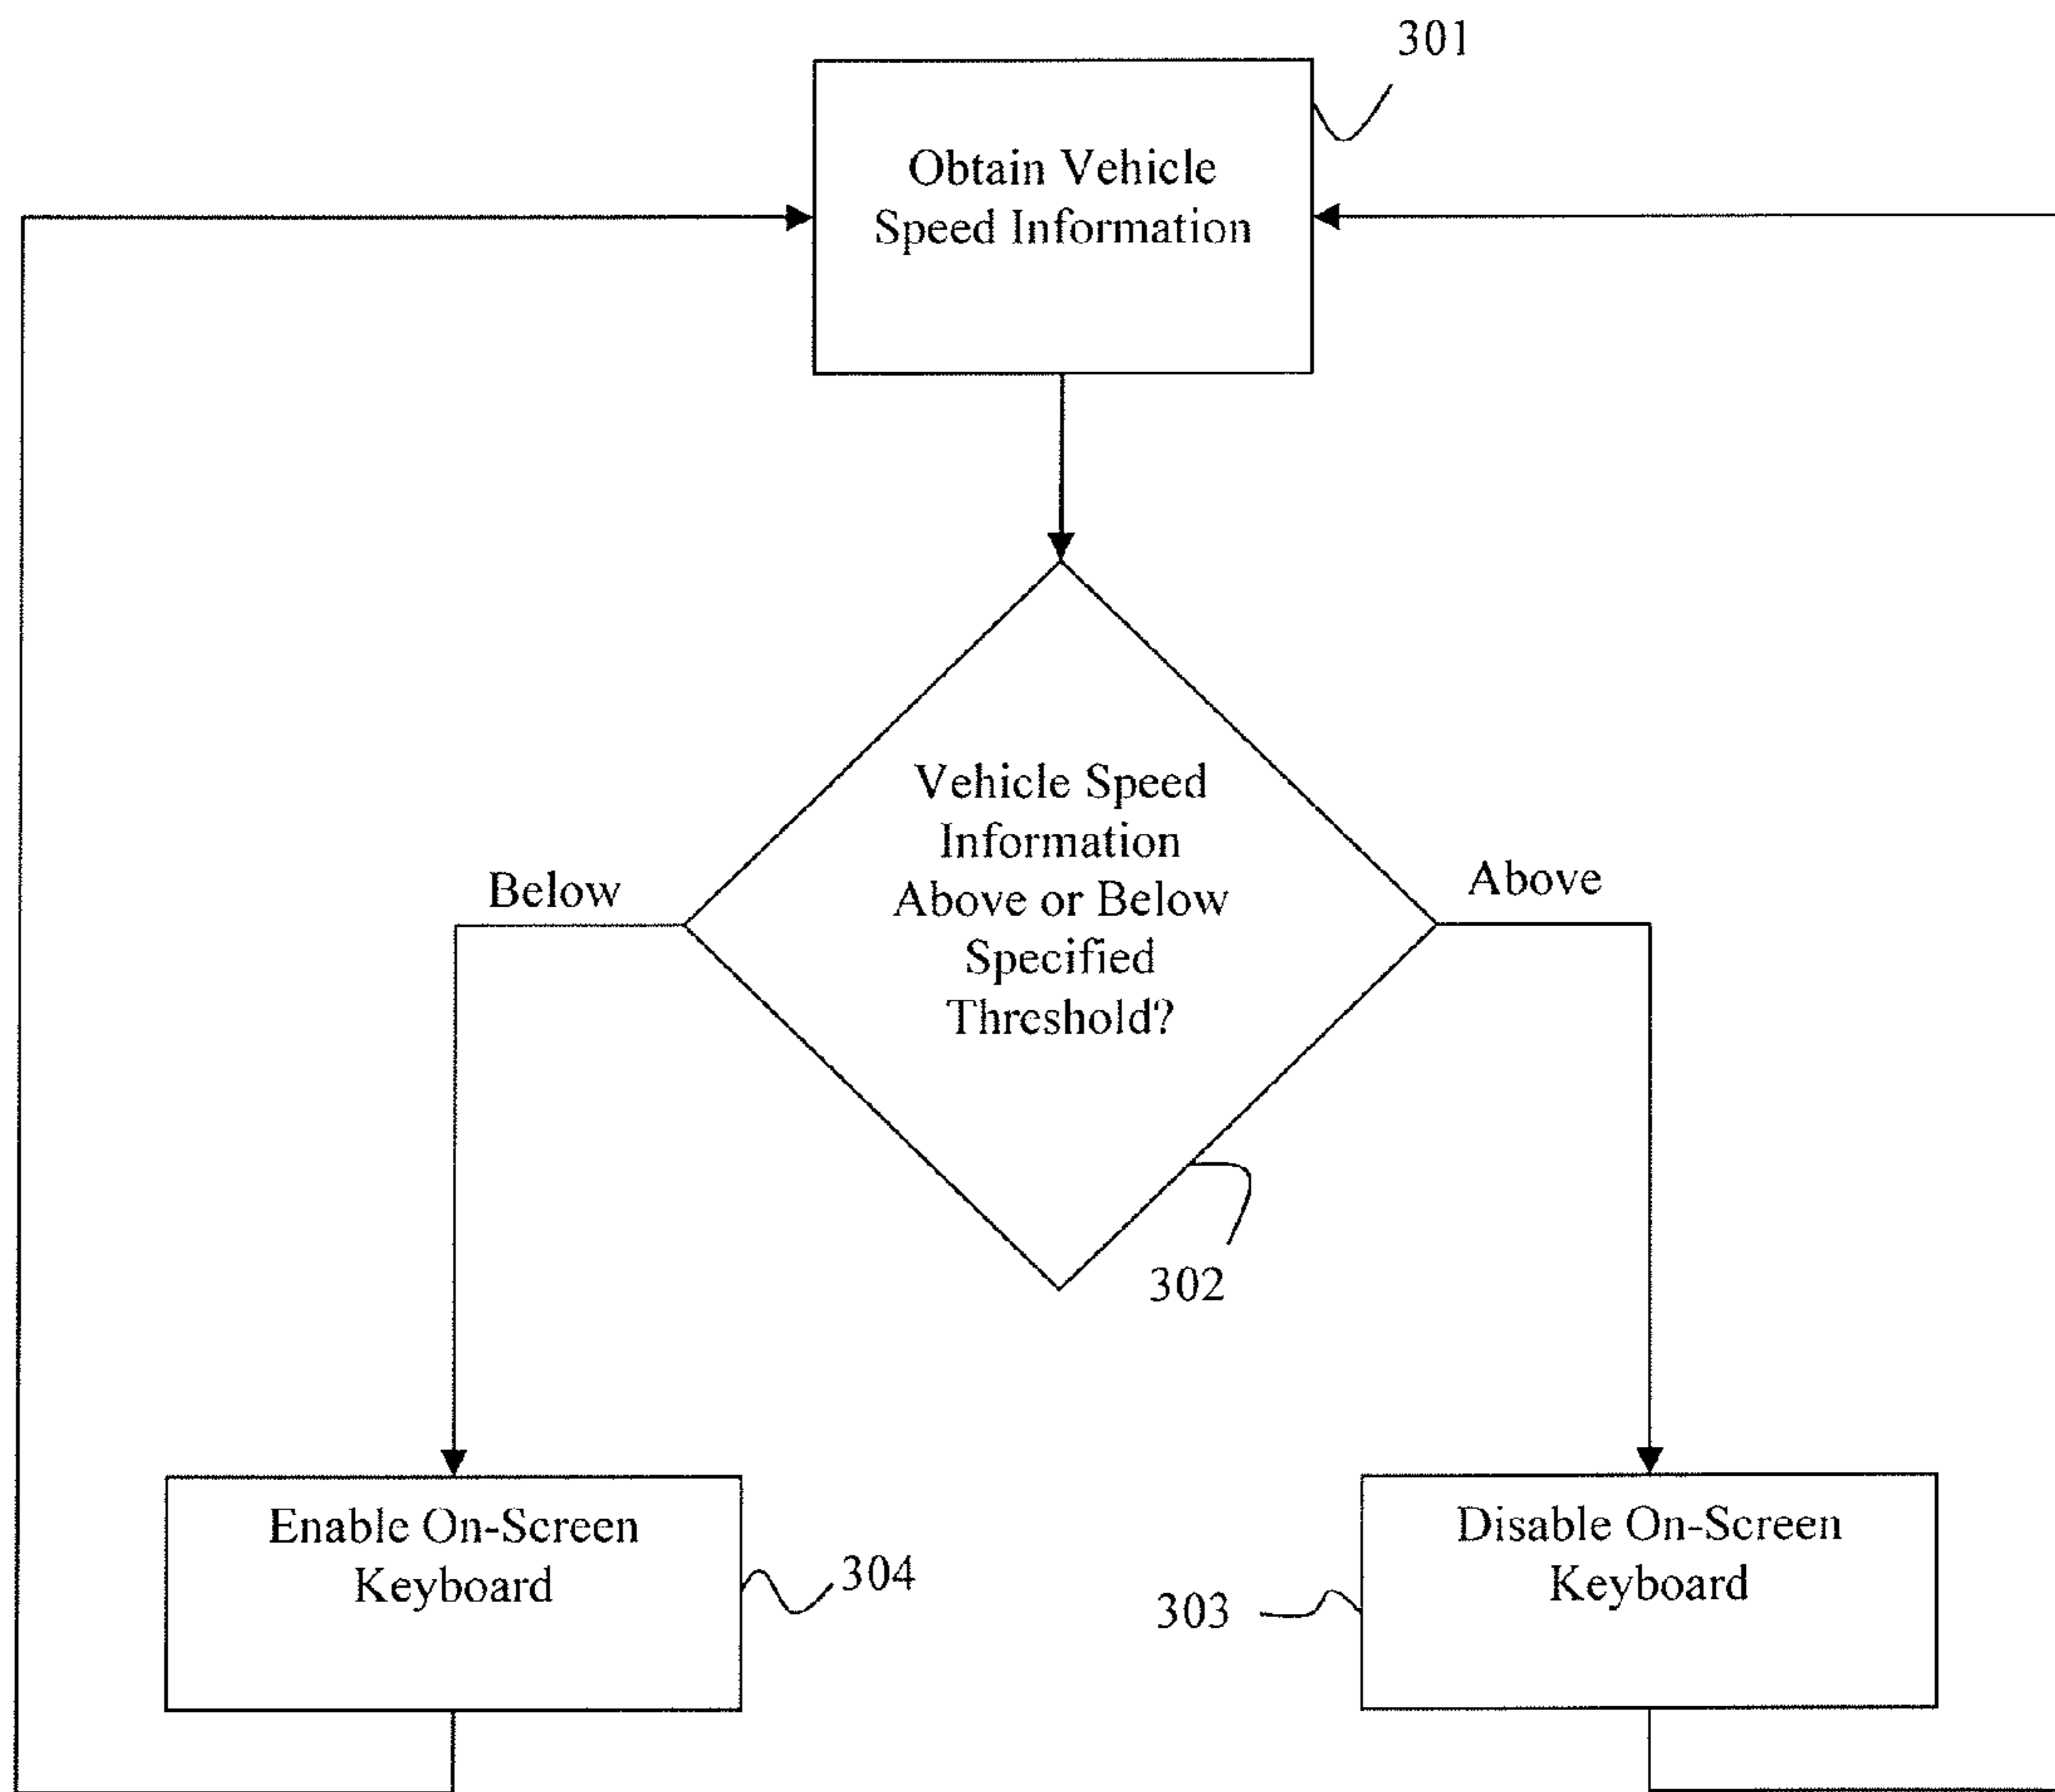 301
Obtain Vehicle
Speed Information
Vehicle Speed
Information
Above or Below
Specified
Threshold?
Below
Above
302
Enable On-Screen
Keyboard
304
Disable On-Screen
Keyboard
303